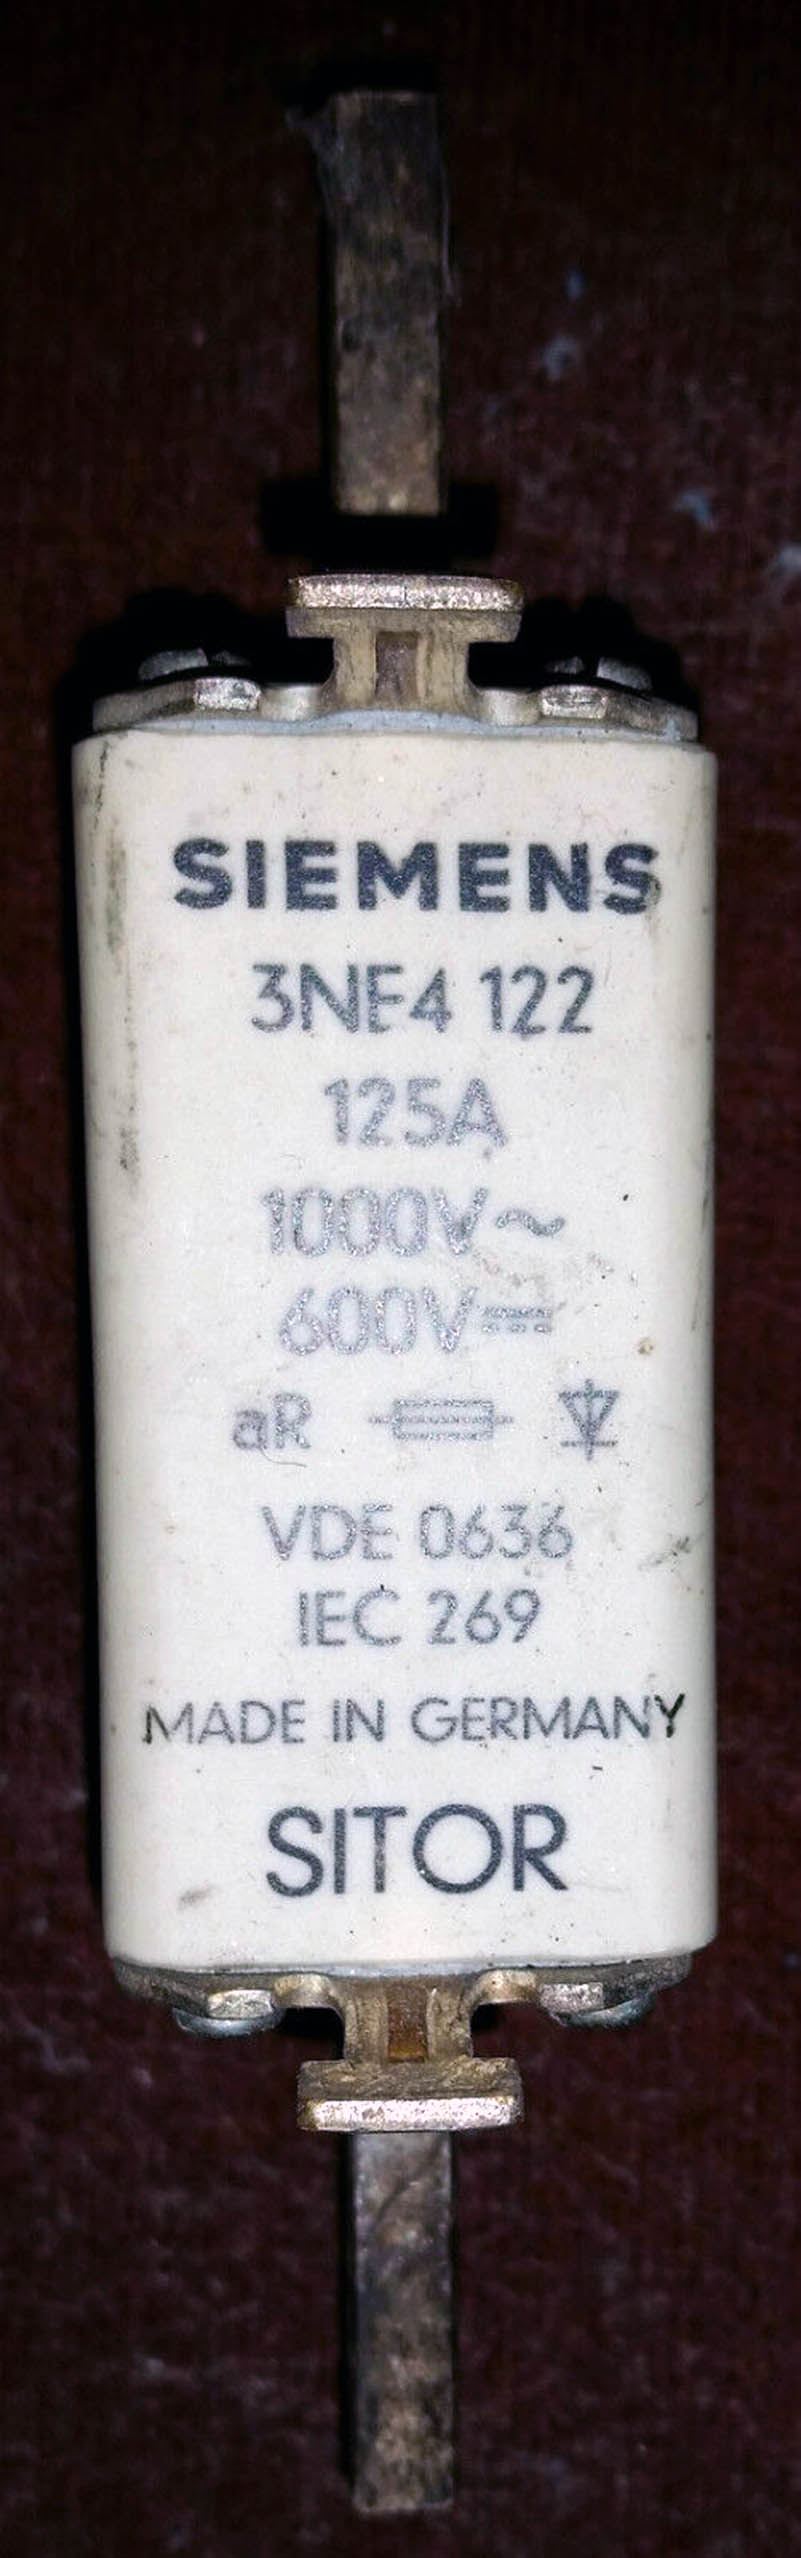 SIEMENS
3NE4 122
125A
1000V~
600V⎓
aR
VDE 0636
IEC 269
MADE IN GERMANY
SITOR